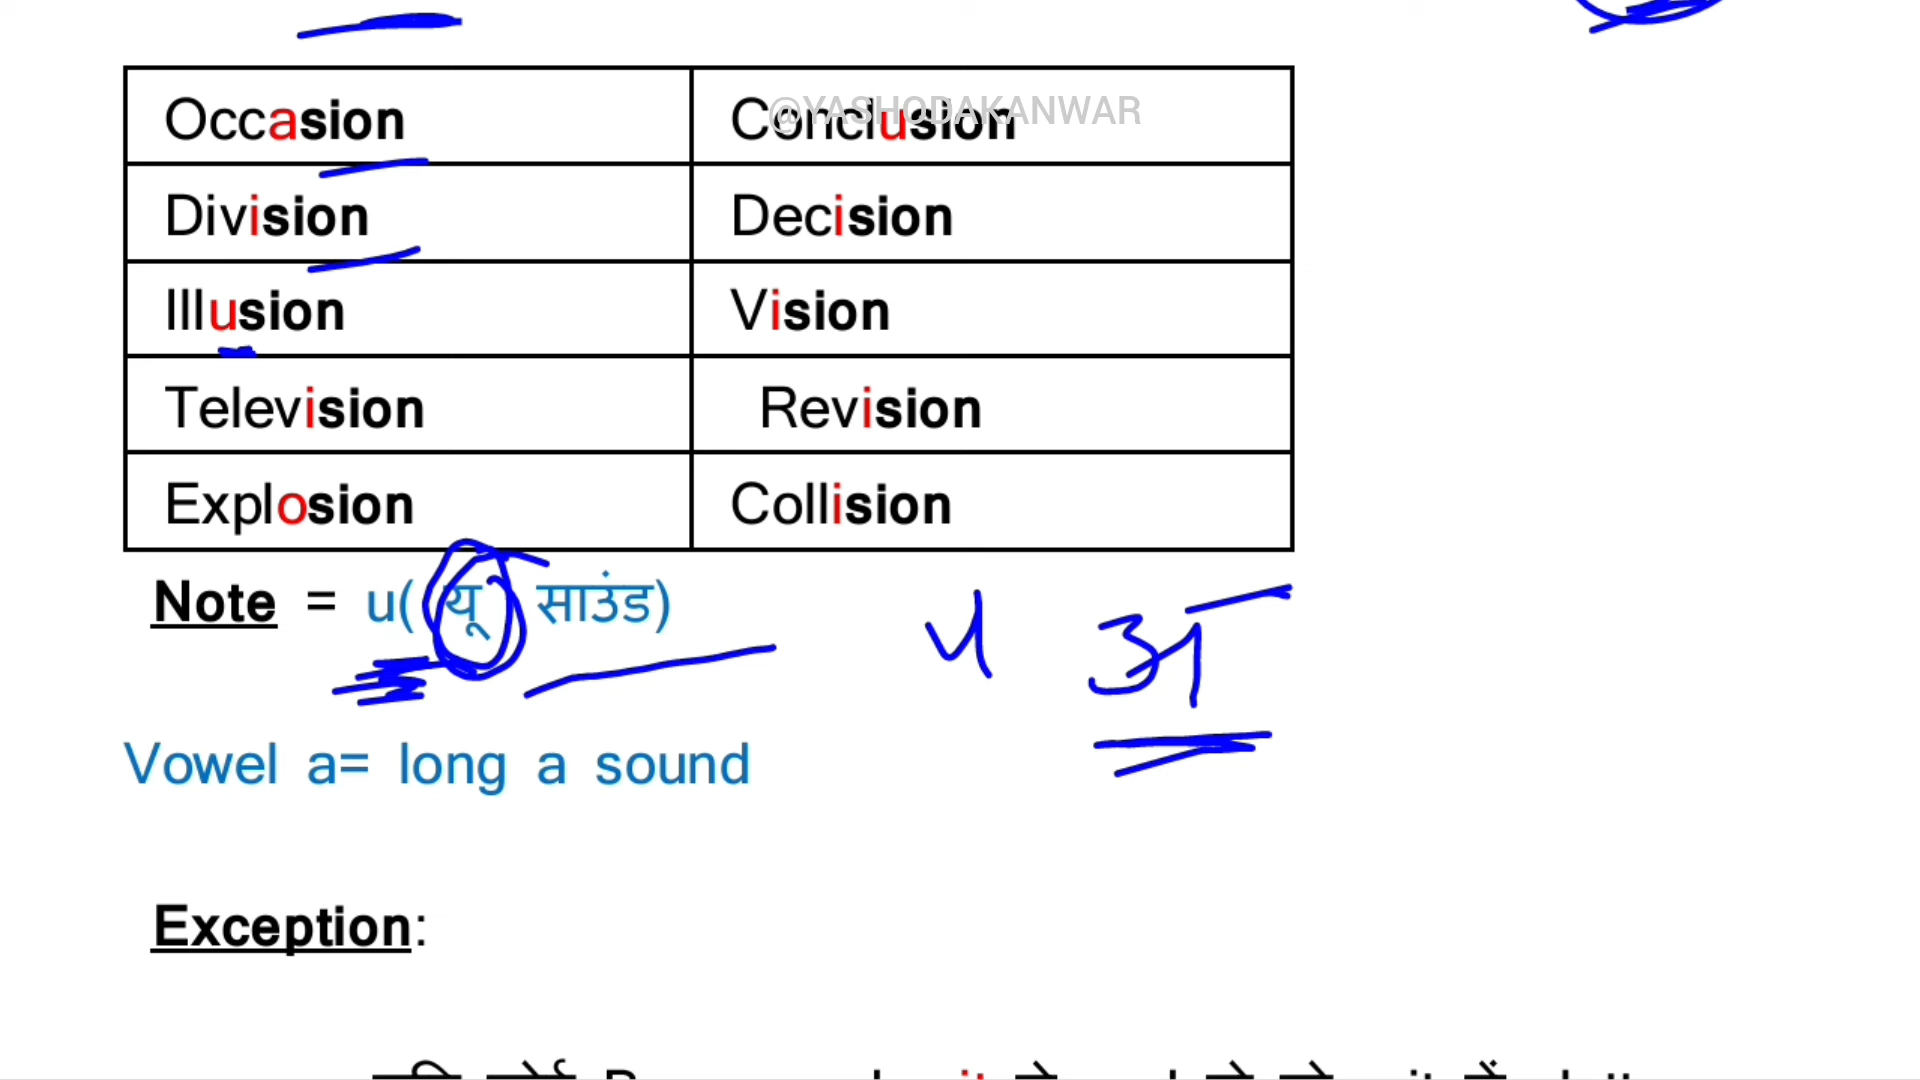 @YASHODAKANWAR
Occasion Conclusion
Division Decision
Illusion Vision
Television Revision
Explosion Collision
Note = u( यू साउंड)
u अ
Vowel a= long a sound
Exception: